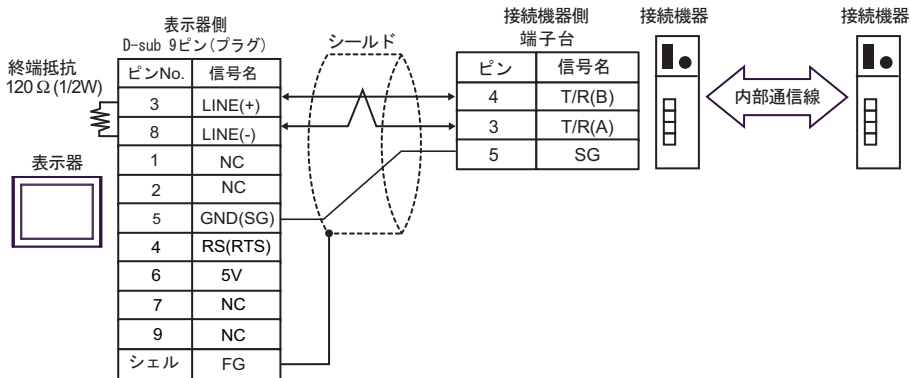 表示器側
D-sub 9ピン(プラグ)
シールド
接続機器側
端子台
接続機器
接続機器
終端抵抗
120Ω(1/2W)
ピンNo. 信号名
3 LINE(+)
8 LINE(-)
1 NC
2 NC
5 GND(SG)
4 RS(RTS)
6 5V
7 NC
9 NC
シェル FG
表示器
ピン 信号名
4 T/R(B)
3 T/R(A)
5 SG
内部通信線